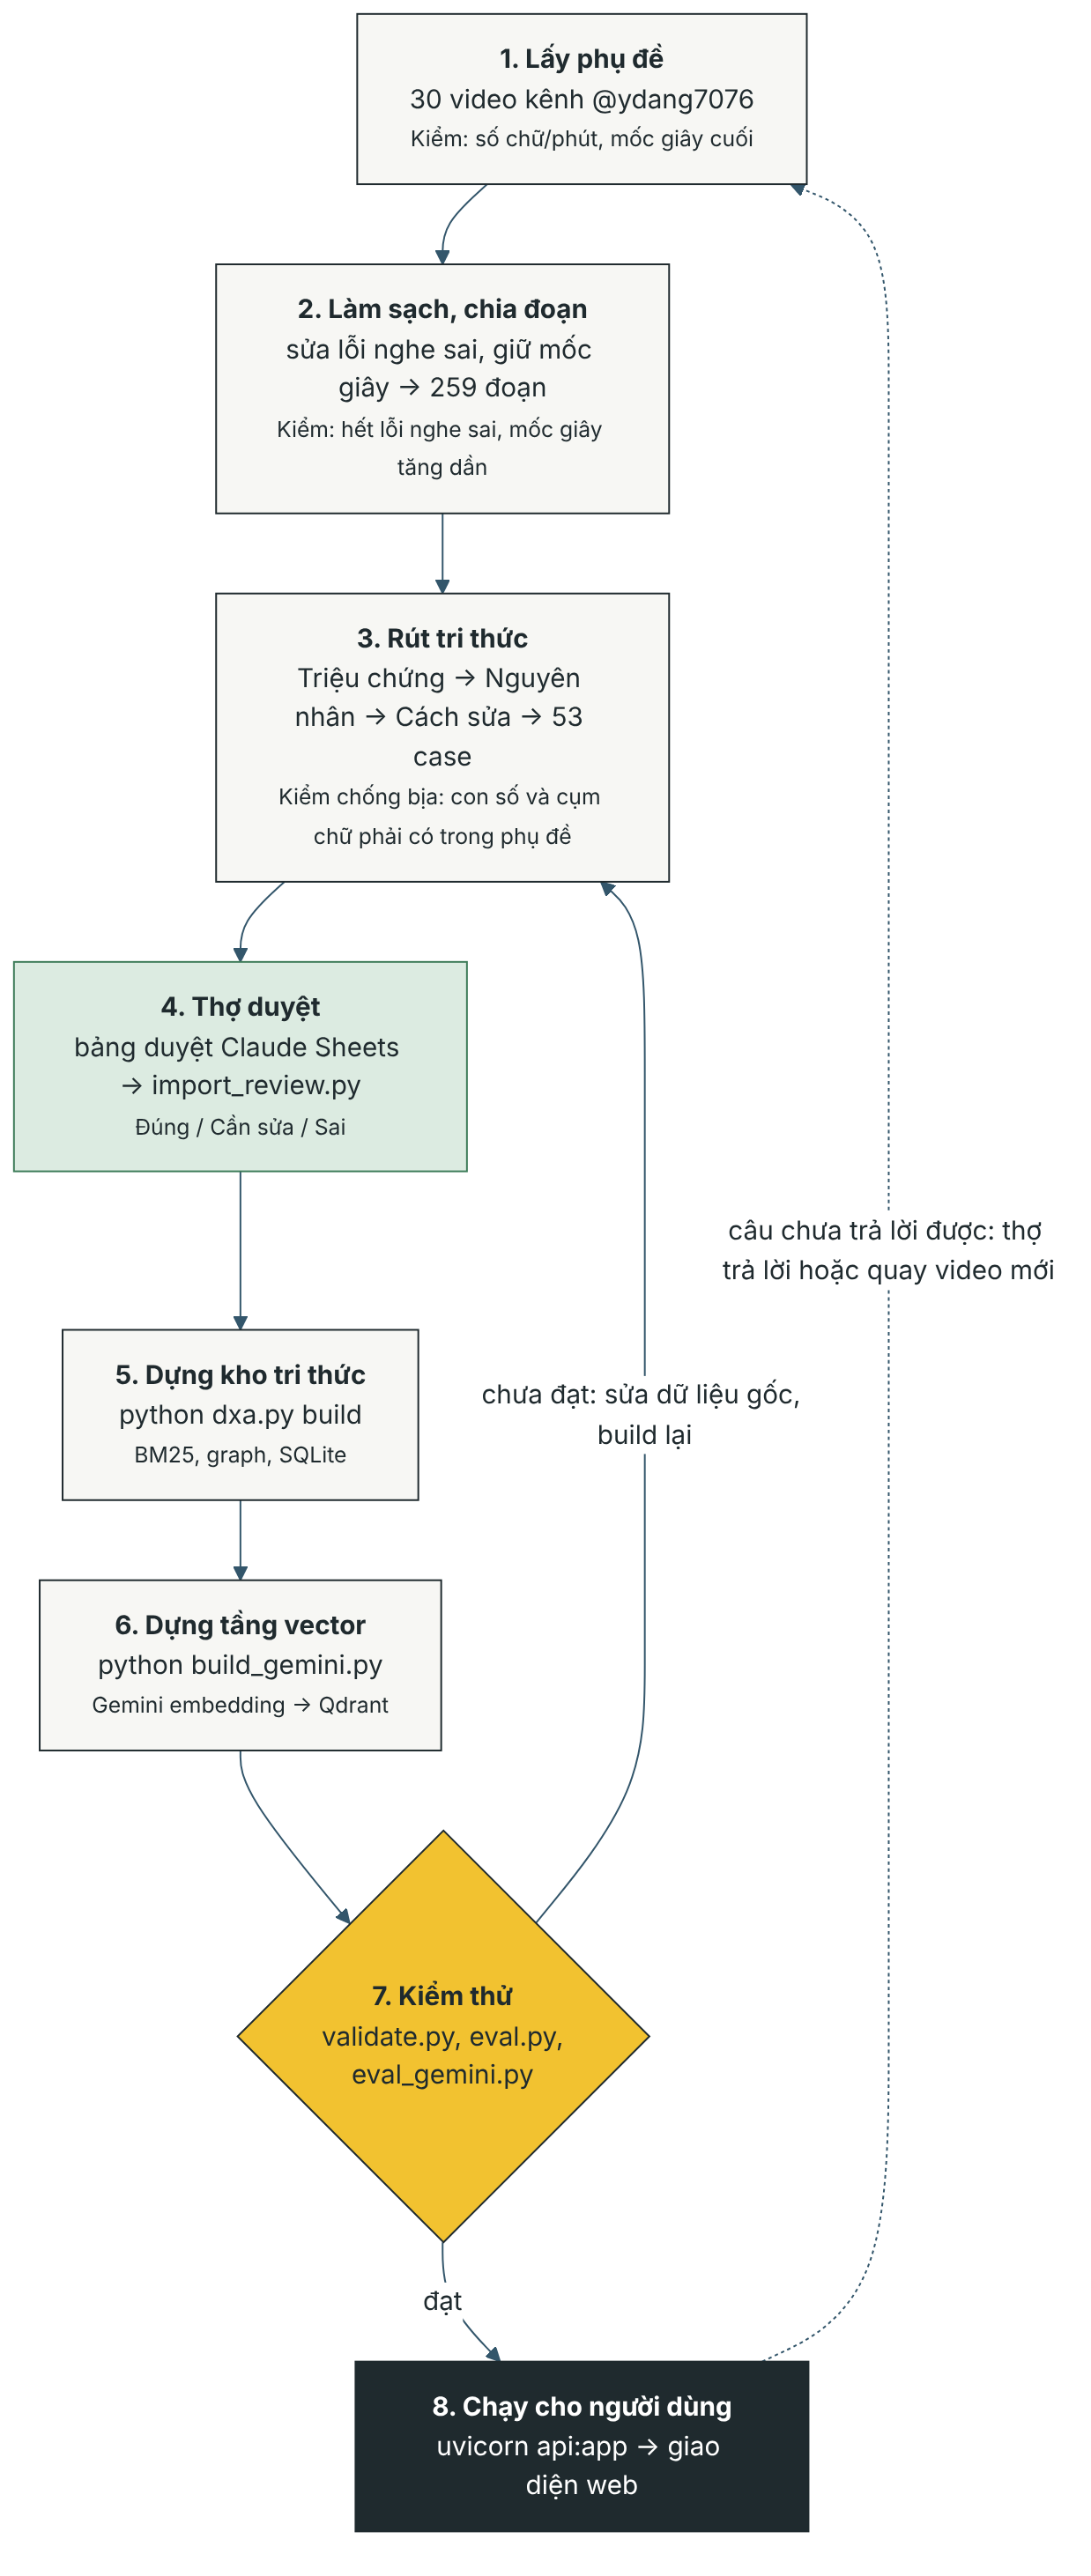 1. Lấy phụ đề
30 video kênh @ydang7076
Kiểm: số chữ/phút, mốc giây cuối
2. Làm sạch, chia đoạn
sửa lỗi nghe sai, giữ mốc
giây → 259 đoạn
Kiểm: hết lỗi nghe sai, mốc giây
tăng dần
3. Rút tri thức
Triệu chứng → Nguyên
nhân → Cách sửa → 53
case
Kiểm chống bịa: con số và cụm
chữ phải có trong phụ đề
4. Thợ duyệt
bảng duyệt Claude Sheets
→ import_review.py
Đúng / Cần sửa / Sai
câu chưa trả lời được: thợ
trả lời hoặc quay video mới
5. Dựng kho tri thức
python dxa.py build
BM25, graph, SQLite
chưa đạt: sửa dữ liệu gốc,
build lại
6. Dựng tầng vector
python build_gemini.py
Gemini embedding → Qdrant
7. Kiểm thử
validate.py, eval.py,
eval_gemini.py
đạt
8. Chạy cho người dùng
uvicorn api:app → giao
diện web